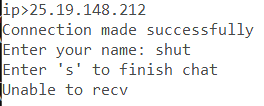 ip>25.19.148.212
Connection made successfully
Enter your name: shut
Enter 's' to finish chat
Unable to recv